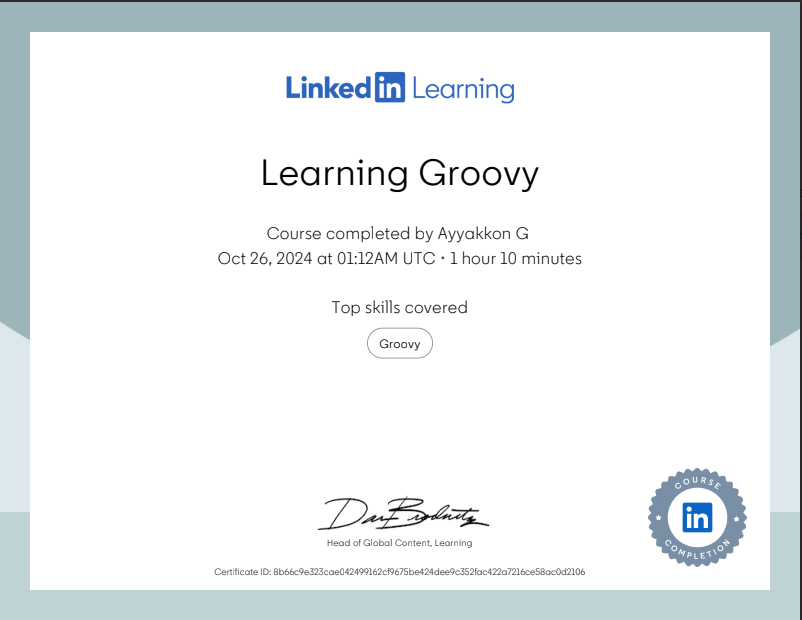 Linked in Learning
Learning Groovy
Course completed by Ayyakkon G
Oct 26, 2024 at 01:12AM UTC • 1 hour 10 minutes
Top skills covered
Groovy
Dan Brodnitz
Head of Global Content, Learning
COURSE
in
COMPLETION
Certificate ID: 8b66c9e323cae042499162cf9675be424dee9c352fac422a7216ce58ac0d2106